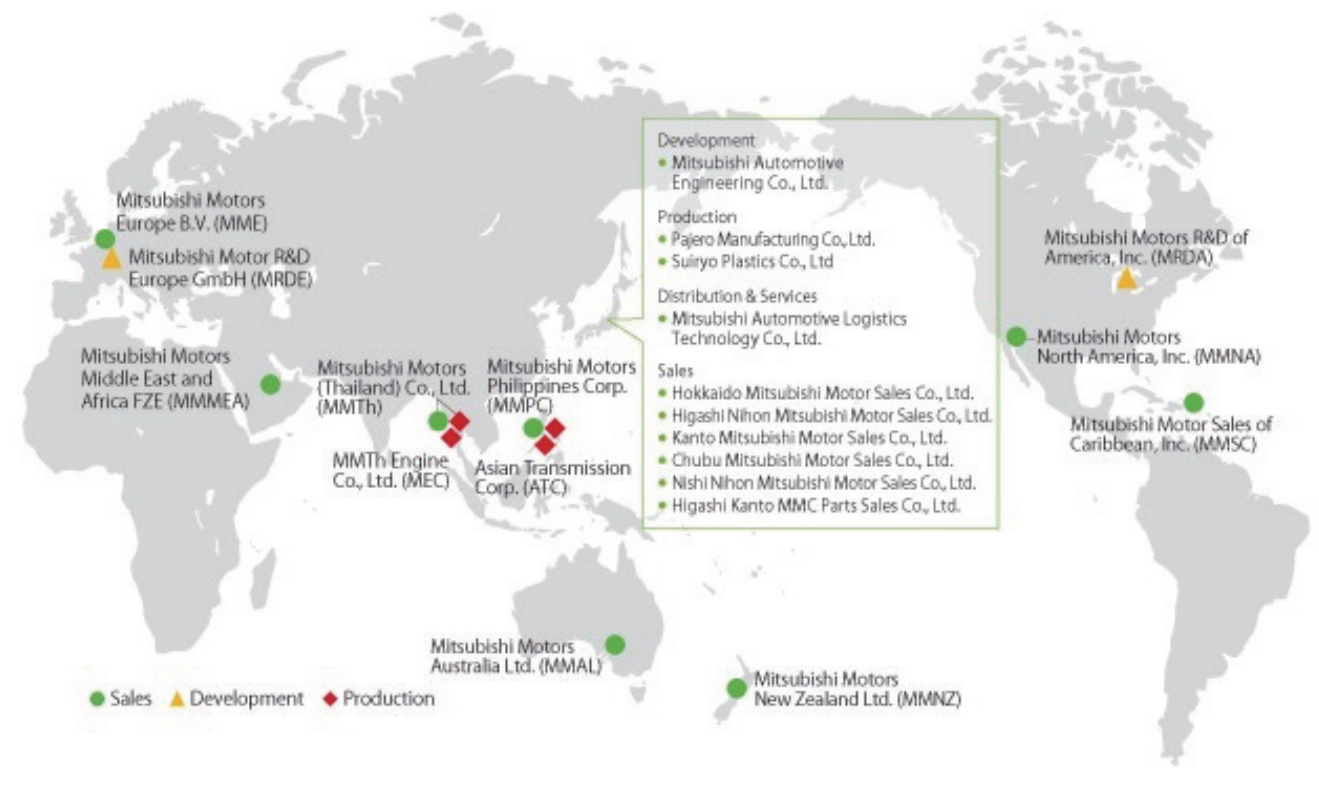 Mitsubishi Motors
Europe B.V. (MME)
Mitsubishi Motor R&D
Europe GmbH (MRDE)
Mitsubishi Motors
Middle East and
Africa FZE (MMMEA)
Mitsubishi Motors
(Thailand) Co., Ltd.
(MMTh)
MMTh Engine
Co., Ltd. (MEC)
Mitsubishi Motors
Philippines Corp.
(MMPC)
Asian Transmission
Corp. (ATC)
Development
• Mitsubishi Automotive
Engineering Co., Ltd.
Production
• Pajero Manufacturing Co., Ltd.
• Suiryo Plastics Co., Ltd
Distribution & Services
• Mitsubishi Automotive Logistics
Technology Co., Ltd.
Sales
• Hokkaido Mitsubishi Motor Sales Co., Ltd.
• Higashi Nihon Mitsubishi Motor Sales Co., Ltd.
• Kanto Mitsubishi Motor Sales Co., Ltd.
• Chubu Mitsubishi Motor Sales Co., Ltd.
• Nishi Nihon Mitsubishi Motor Sales Co., Ltd.
• Higashi Kanto MMC Parts Sales Co., Ltd.
Mitsubishi Motors R&D of
America, Inc. (MRDA)
Mitsubishi Motors
North America, Inc. (MMNA)
Mitsubishi Motor Sales of
Caribbean, Inc. (MMSC)
Mitsubishi Motors
Australia Ltd. (MMAL)
Mitsubishi Motors
New Zealand Ltd. (MMNZ)
Sales Development Production